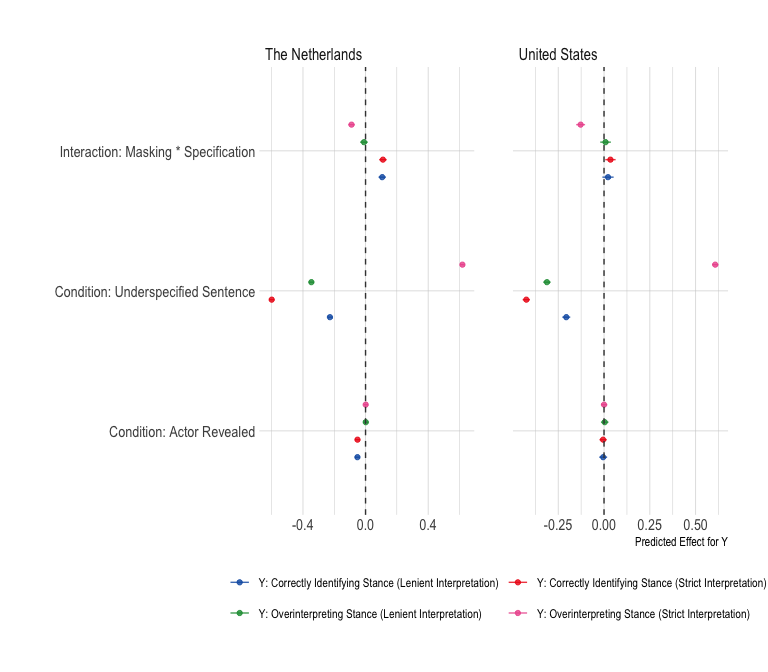 The Netherlands
United States
Interaction: Masking * Specification
Condition: Underspecified Sentence
Condition: Actor Revealed
-0.4 0.0 0.4
-0.25 0.00 0.25 0.50
Predicted Effect for Y
Y: Correctly Identifying Stance (Lenient Interpretation) Y: Correctly Identifying Stance (Strict Interpretation)
Y: Overinterpreting Stance (Lenient Interpretation) Y: Overinterpreting Stance (Strict Interpretation)